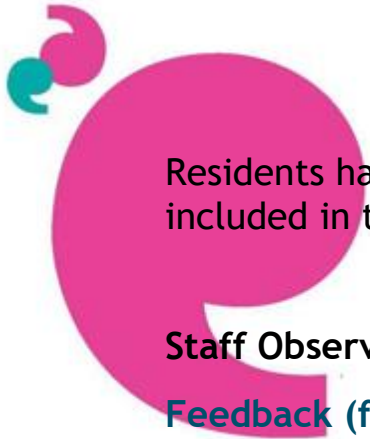 Residents ha
included in t
Staff Observ
Feedback (f